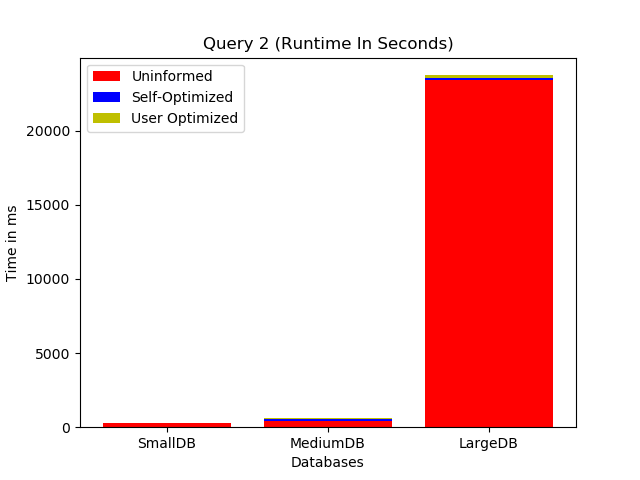 Query 2 (Runtime In Seconds)
Uninformed
Self-Optimized
User Optimized
20000
15000
10000
5000
0
Time in ms
SmallDB
MediumDB
LargeDB
Databases